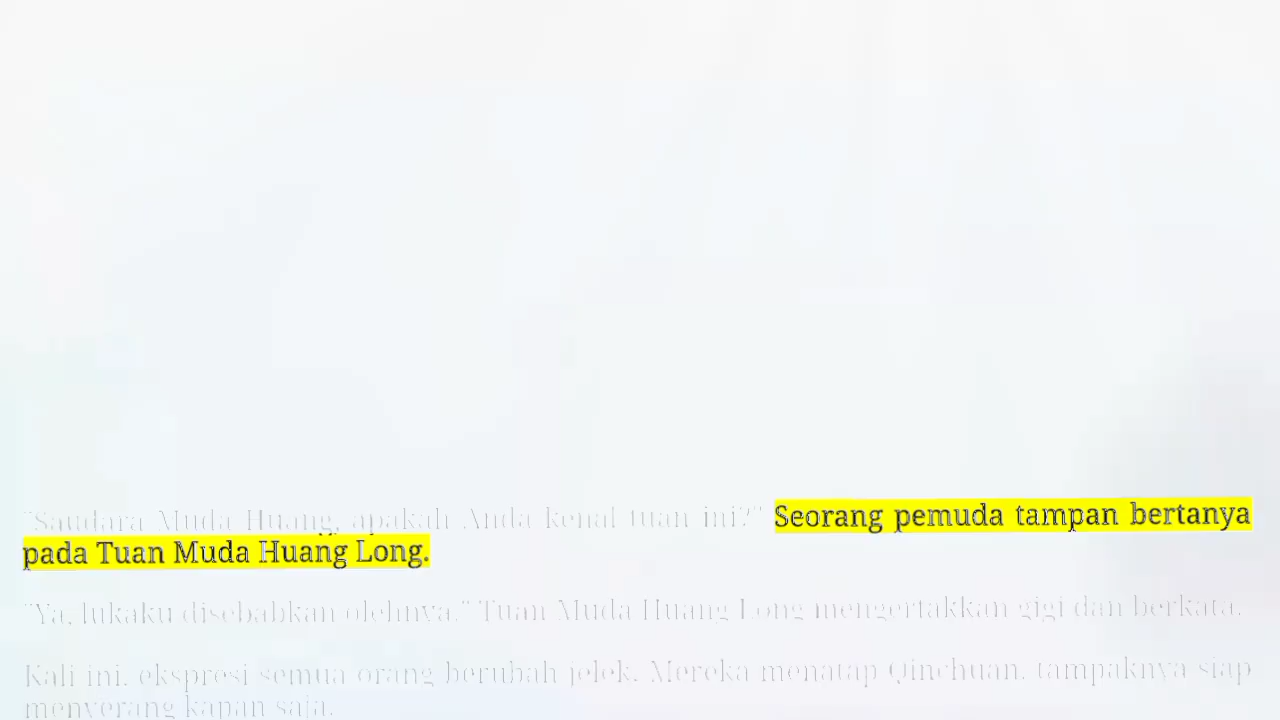 "Saudara Muda Huang, apakah Anda kenal tuan ini?" Seorang pemuda tampan bertanya
pada Tuan Muda Huang Long.
"Ya, lukaku disebabkan olehnya." Tuan Muda Huang Long mengertakkan gigi dan berkata.
Kali ini, ekspresi semua orang berubah jelek. Mereka menatap Qinchuan, tampaknya siap
menyerang kapan saja.